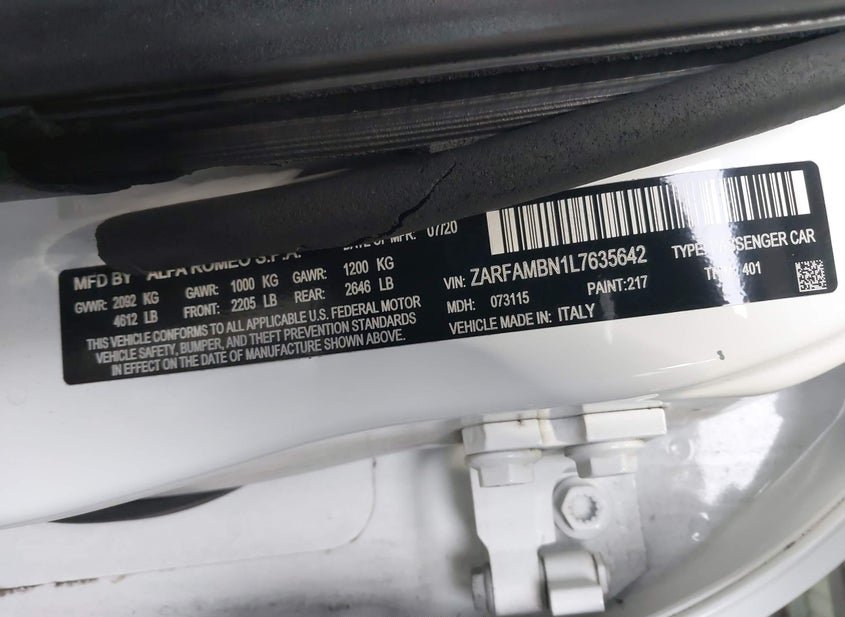 MFD BY ALFA ROMEO S.P.A. DATE OF MFR: 07/20
GVWR: 2092 KG GAWR: 1000 KG GAWR: 1200 KG
4612 LB FRONT: 2205 LB REAR: 2646 LB
THIS VEHICLE CONFORMS TO ALL APPLICABLE U.S. FEDERAL MOTOR
VEHICLE SAFETY, BUMPER, AND THEFT PREVENTION STANDARDS
IN EFFECT ON THE DATE OF MANUFACTURE SHOWN ABOVE.
VIN: ZARFAMBN1L7635642 TYPE: PASSENGER CAR
MDH: 073115 PAINT: 217 401
VEHICLE MADE IN: ITALY